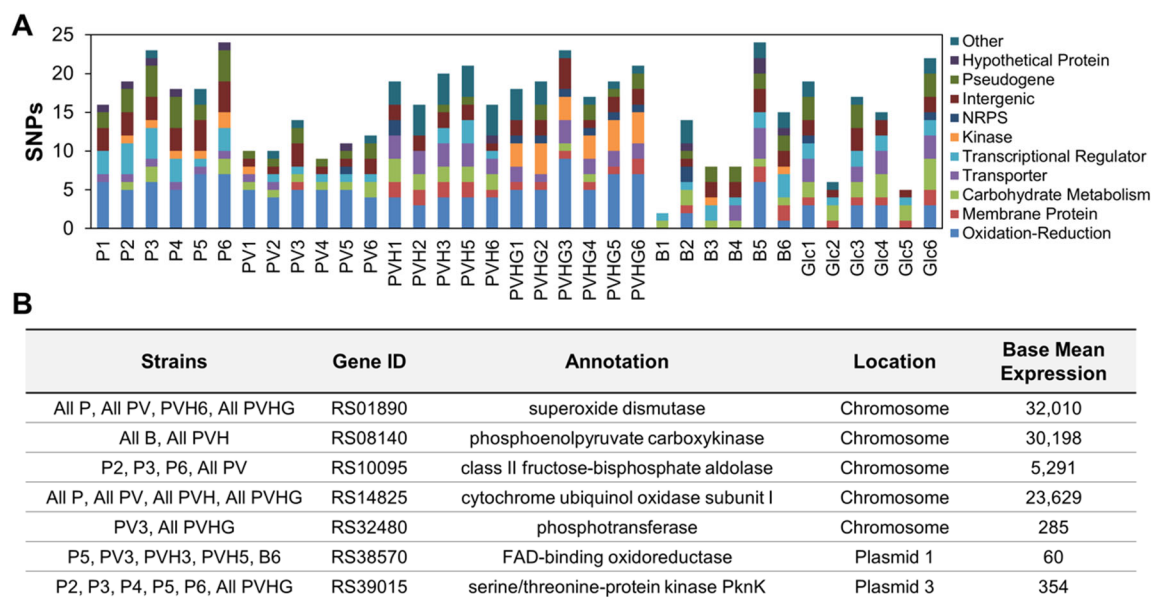 A
SNPs
25
20
15
10
5
0
P1 P2 P3 P4 P5 P6 PV1 PV2 PV3 PV4 PV5 PV6 PVH1 PVH2 PVH3 PVH5 PVH6 PVHG1 PVHG2 PVHG3 PVHG4 PVHG5 PVHG6 B1 B2 B3 B4 B5 B6 Glc1 Glc2 Glc3 Glc4 Glc5 Glc6
Other
Hypothetical Protein
Pseudogene
Intergenic
NRPS
Kinase
Transcriptional Regulator
Transporter
Carbohydrate Metabolism
Membrane Protein
Oxidation-Reduction
B
Strains Gene ID Annotation Location Base Mean
Expression
All P, All PV, PVH6, All PVHG RS01890 superoxide dismutase Chromosome 32,010
All B, All PVH RS08140 phosphoenolpyruvate carboxykinase Chromosome 30,198
P2, P3, P6, All PV RS10095 class II fructose-bisphosphate aldolase Chromosome 5,291
All P, All PV, All PVH, All PVHG RS14825 cytochrome ubiquinol oxidase subunit I Chromosome 23,629
PV3, All PVHG RS32480 phosphotransferase Chromosome 285
P5, PV3, PVH3, PVH5, B6 RS38570 FAD-binding oxidoreductase Plasmid 1 60
P2, P3, P4, P5, P6, All PVHG RS39015 serine/threonine-protein kinase PknK Plasmid 3 354